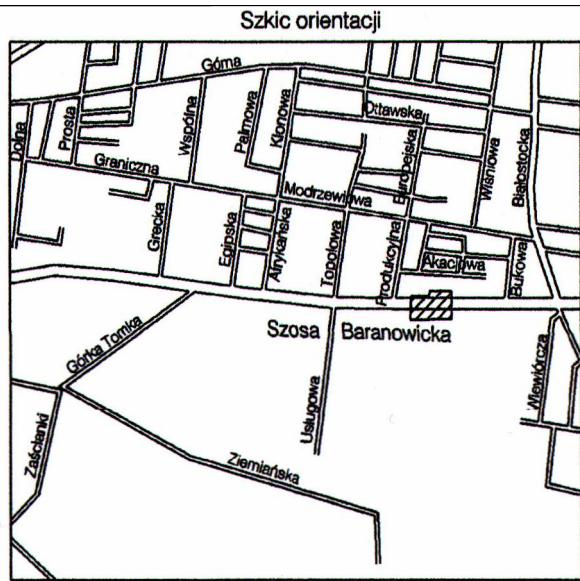 Szkic orientacji
Górna
Dolna
Prosta
Wspólna
Palmowa
Klonowa
Ottawska
Europejska
Wiśniowa
Białostocka
Graniczna
Modrzewiowa
Grecka
Egipska
Afrykańska
Topolowa
Produkcyjna
Akacjowa
Bukowa
Szosa Baranowicka
Górka Tomka
Usługowa
Wiewiórcza
Zaścianki
Ziemiańska